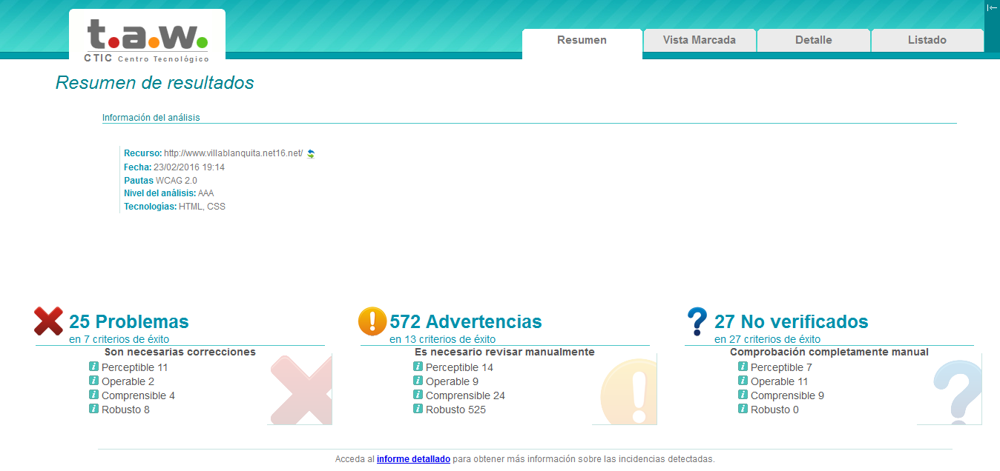 t.a.w.
CTIC Centro Tecnológico
Resumen
Vista Marcada
Detalle
Listado
Resumen de resultados
Información del análisis
Recurso: http://www.villablanquita.net16.net/
Fecha: 23/02/2016 19:14
Pautas WCAG 2.0
Nivel del análisis: AAA
Tecnologías: HTML, CSS
25 Problemas
en 7 criterios de éxito
Son necesarias correcciones
Perceptible 11
Operable 2
Comprensible 4
Robusto 8
572 Advertencias
en 13 criterios de éxito
Es necesario revisar manualmente
Perceptible 14
Operable 9
Comprensible 24
Robusto 525
27 No verificados
en 27 criterios de éxito
Comprobación completamente manual
Perceptible 7
Operable 11
Comprensible 9
Robusto 0
Acceda al informe detallado para obtener más información sobre las incidencias detectadas.